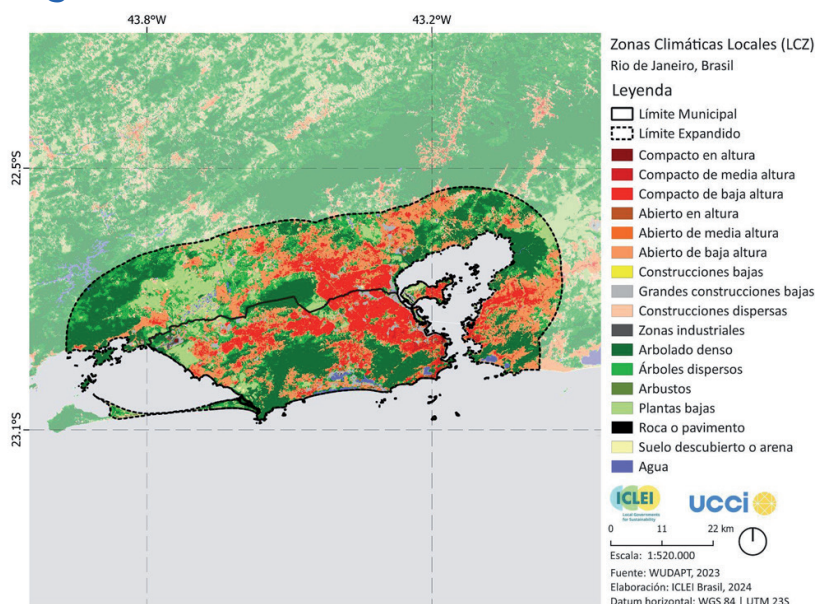 43.8°W
43.2°W
22.5°S
23.1°S
Zonas Climáticas Locales (LCZ)
Rio de Janeiro, Brasil
Leyenda
Límite Municipal
Límite Expandido
Compacto en altura
Compacto de media altura
Compacto de baja altura
Abierto en altura
Abierto de media altura
Abierto de baja altura
Construcciones bajas
Grandes construcciones bajas
Construcciones dispersas
Zonas industriales
Arbolado denso
Árboles dispersos
Arbustos
Plantas bajas
Roca o pavimento
Suelo descubierto o arena
Agua
ICLEI
Local Governments
for Sustainability
UCCi
0 11 22 km
Escala: 1:520.000
Fuente: WUDAPT, 2023
Elaboración: ICLEI Brasil, 2024
Datum horizontal: WGS 84 | UTM 23S